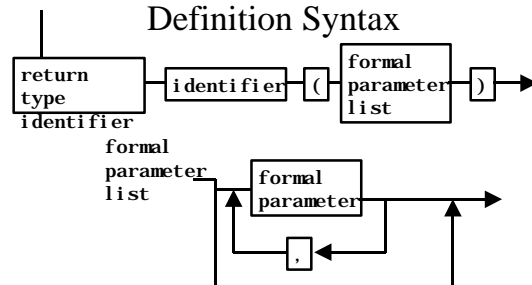 Definition Syntax
return
type
identifier
identifier
(
formal
parameter
list
)
formal
parameter
list
formal
parameter
,